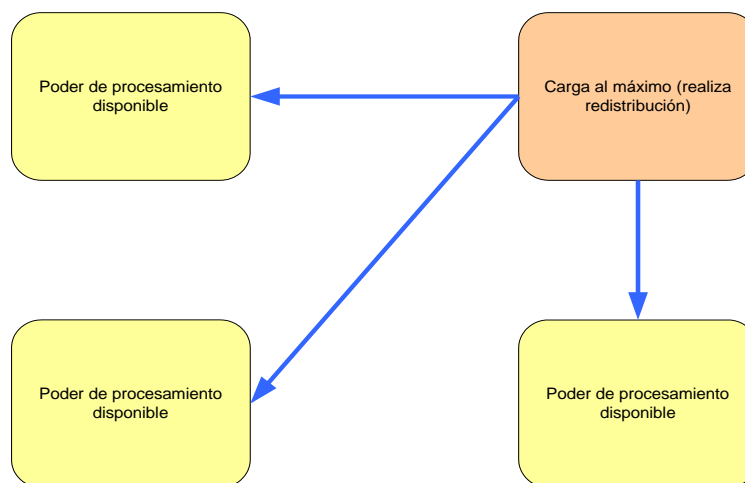 Poder de procesamiento
disponible
Carga al máximo (realiza
redistribución)
Poder de procesamiento
disponible
Poder de procesamiento
disponible